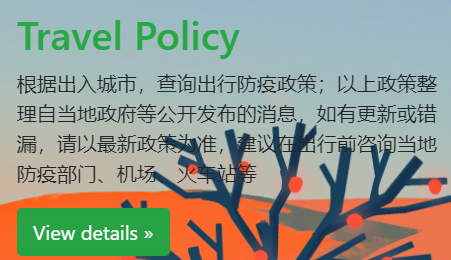 Travel Policy
根据出入城市，查询出行防疫政策；以上政策整
理自当地政府等公开发布的消息，如有更新或错
漏，请以最新政策为准，建议在出行前咨询当地
防疫部门、机场、火车站等
View details »